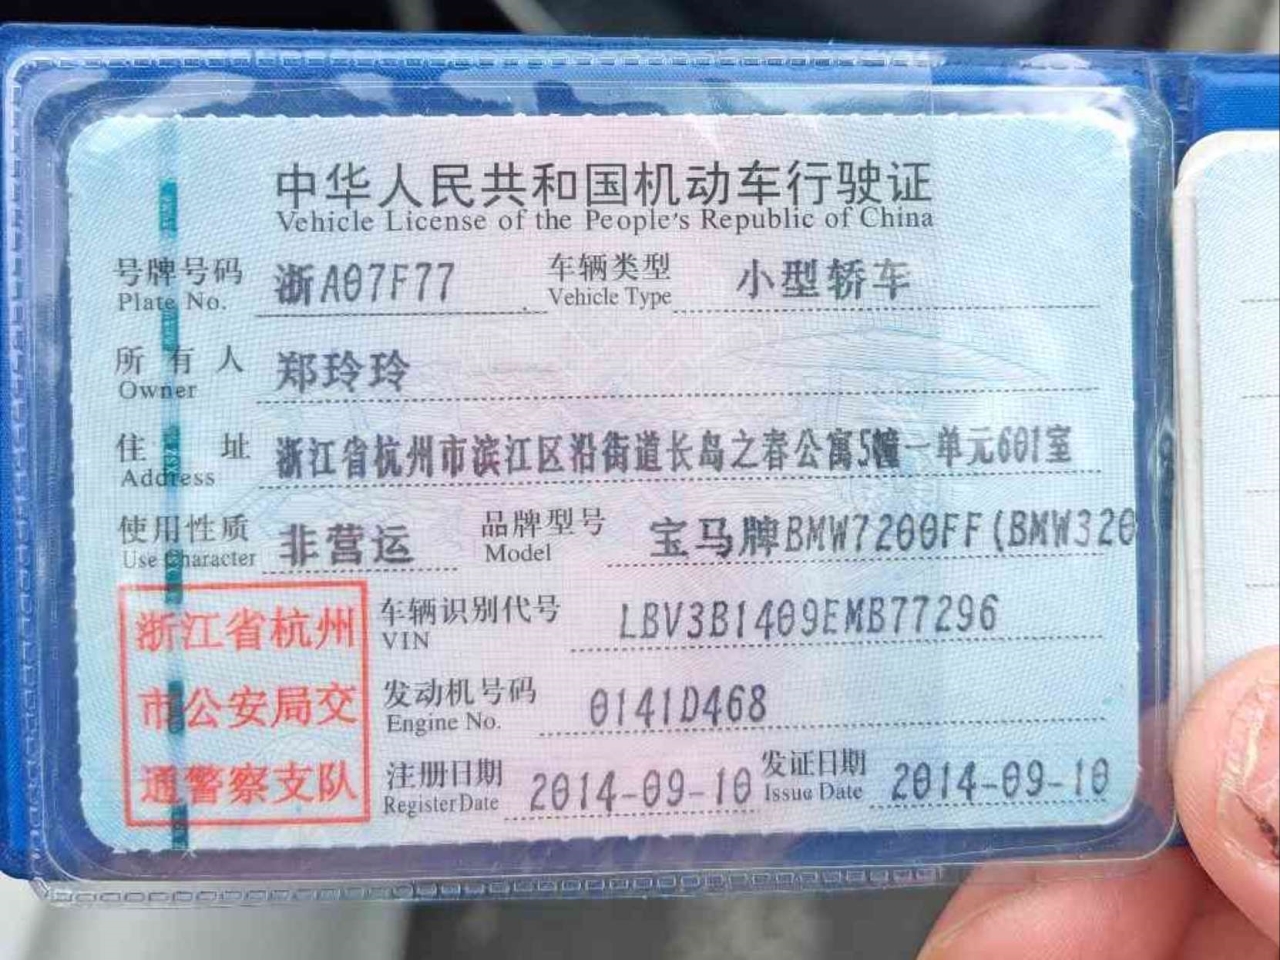 中华人民共和国机动车行驶证
Vehicle License of the People's Republic of China
号牌号码 浙A07F77 车辆类型 小型轿车
Plate No. Vehicle Type
所有人 郑玲玲
Owner
住址 浙江省杭州市滨江区沿街道长岛之春公寓5幢一单元601室
Address
使用性质 非营运 品牌型号 宝马牌BMW7200FF(BMW320
Use Character Model
浙江省杭州
市公安局交
通警察支队
车辆识别代号 LBV3B1409EMB77296
VIN
发动机号码 0141D468
Engine No.
注册日期 2014-09-10 发证日期 2014-09-10
Register Date Issue Date